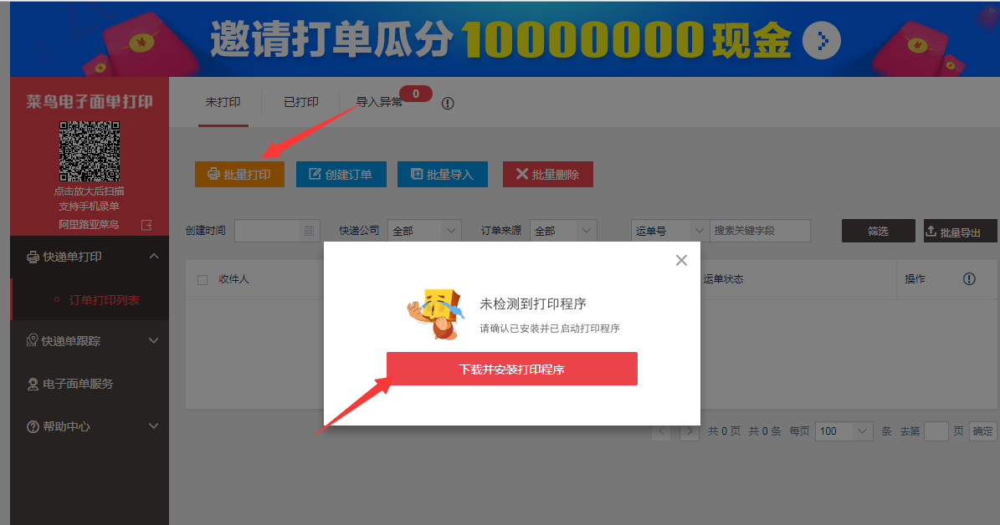 邀请打单瓜分10000000现金
菜鸟电子面单打印
点击放大后扫描
支持手机录单
阿里路亚菜鸟
快递单打印
订单打印列表
快递单跟踪
电子面单服务
帮助中心
未打印 已打印 导入异常 0
批量打印 创建订单 批量导入 批量删除
创建时间 快递公司 全部 订单来源 全部 运单号 搜索关键字段 筛选 批量导出
收件人 运单状态 操作
未检测到打印程序
请确认已安装并已启动打印程序
下载并安装打印程序
共 0 页 共 0 条 每页 100 条 去第 页 确定